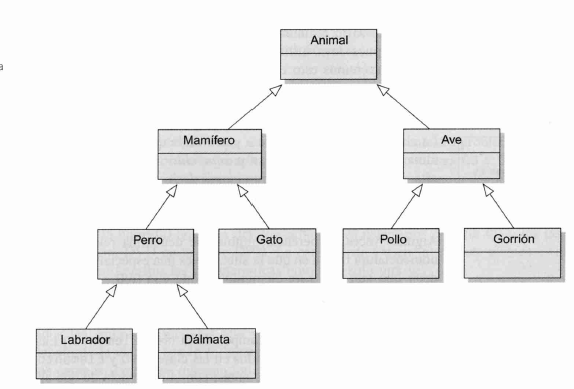 a
Animal
Mamífero
Ave
Perro
Gato
Pollo
Gorrión
Labrador
Dálmata